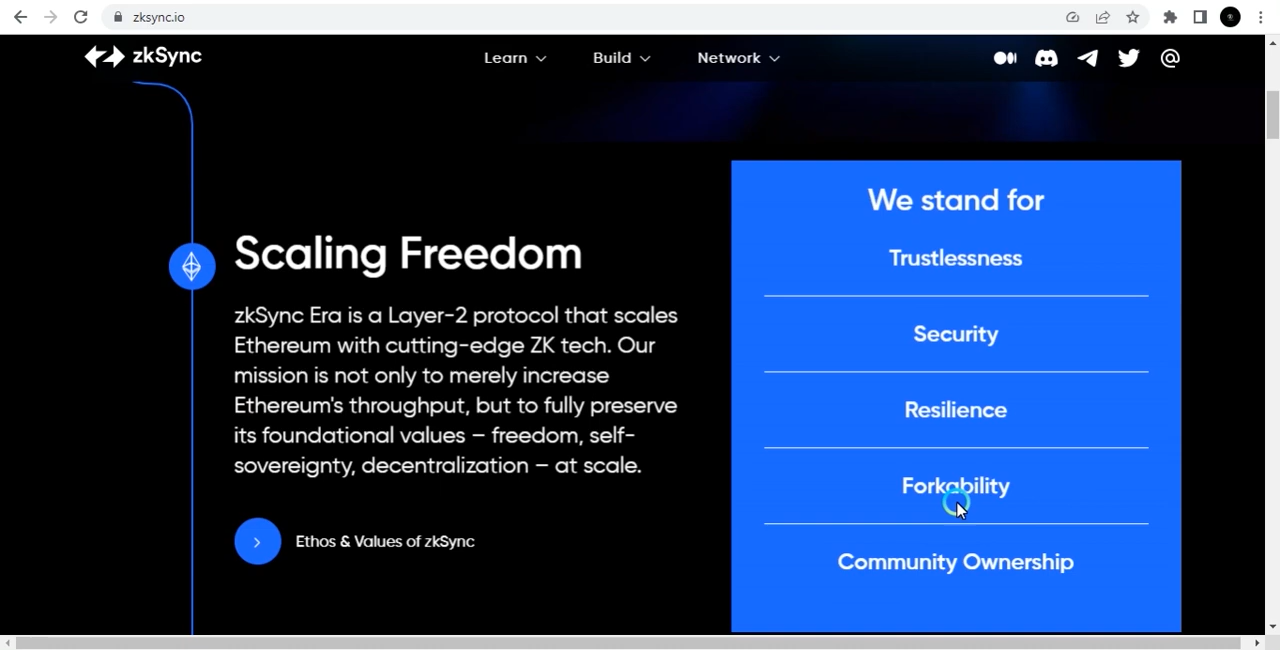 zksync.io
zkSync
Learn
Build
Network
Scaling Freedom
zkSync Era is a Layer-2 protocol that scales
Ethereum with cutting-edge ZK tech. Our
mission is not only to merely increase
Ethereum's throughput, but to fully preserve
its foundational values – freedom, self-
sovereignty, decentralization – at scale.
Ethos & Values of zkSync
We stand for
Trustlessness
Security
Resilience
Forkability
Community Ownership